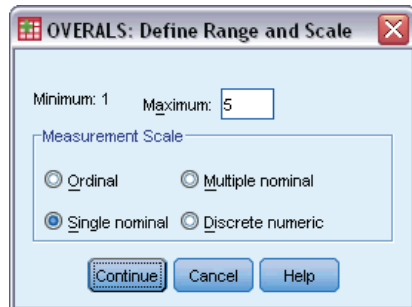 OVERALS: Define Range and Scale
Minimum: 1 Maximum: 5
Measurement Scale
Ordinal Multiple nominal
Single nominal Discrete numeric
Continue Cancel Help